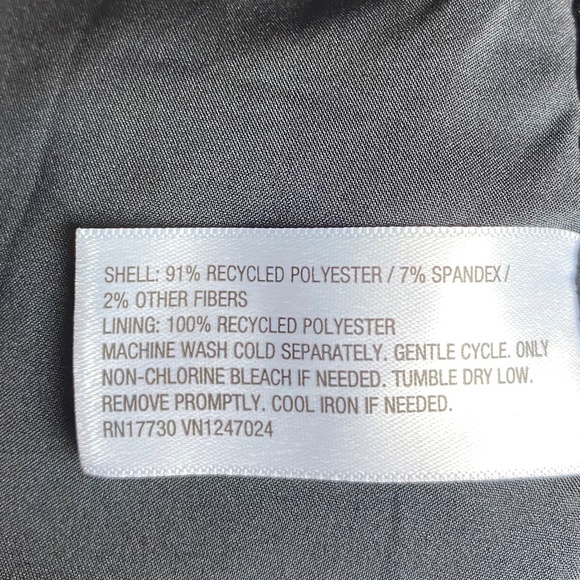 SHELL: 91% RECYCLED POLYESTER / 7% SPANDEX /
2% OTHER FIBERS
LINING: 100% RECYCLED POLYESTER
MACHINE WASH COLD SEPARATELY. GENTLE CYCLE. ONLY
NON-CHLORINE BLEACH IF NEEDED. TUMBLE DRY LOW.
REMOVE PROMPTLY. COOL IRON IF NEEDED.
RN17730 VN1247024